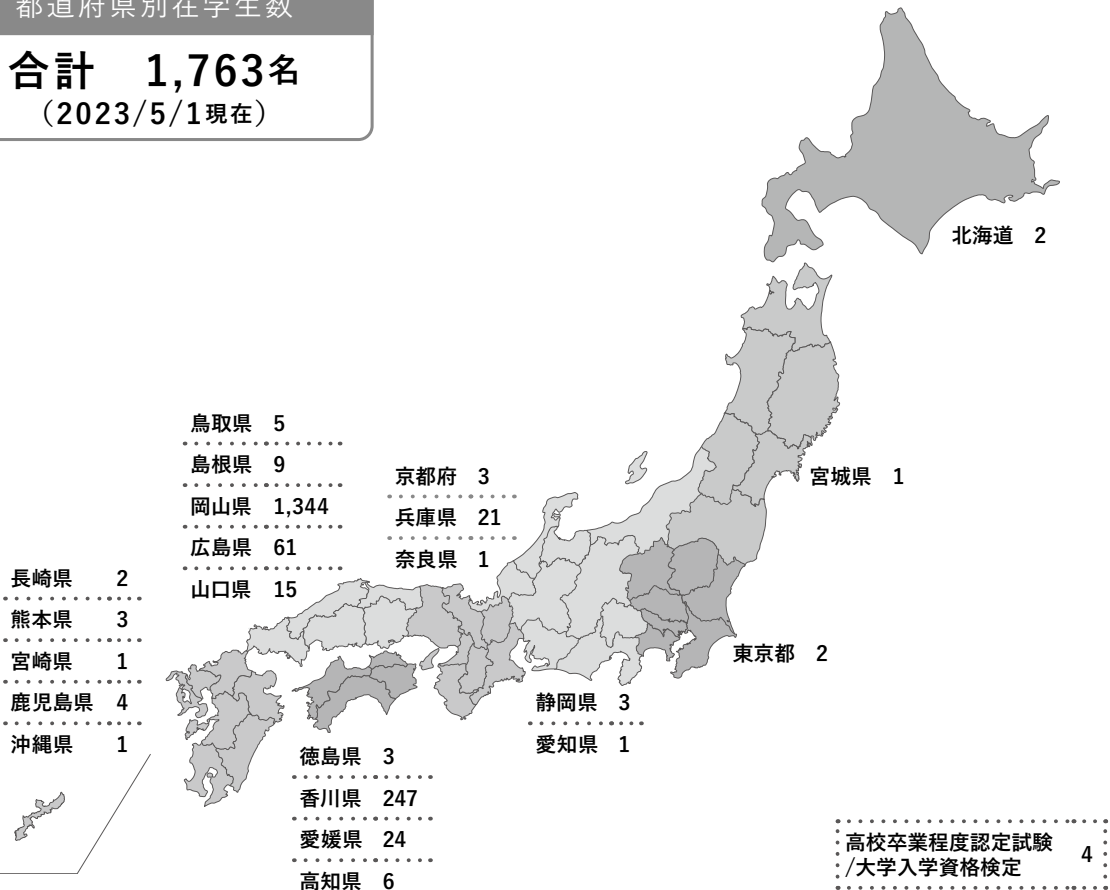 都道府県別在学生数
合計 1,763名
（2023/5/1現在）
北海道 2
宮城県 1
東京都 2
静岡県 3
愛知県 1
京都府 3
兵庫県 21
奈良県 1
鳥取県 5
島根県 9
岡山県 1,344
広島県 61
山口県 15
徳島県 3
香川県 247
愛媛県 24
高知県 6
長崎県 2
熊本県 3
宮崎県 1
鹿児島県 4
沖縄県 1
高校卒業程度認定試験 4
/大学入学資格検定